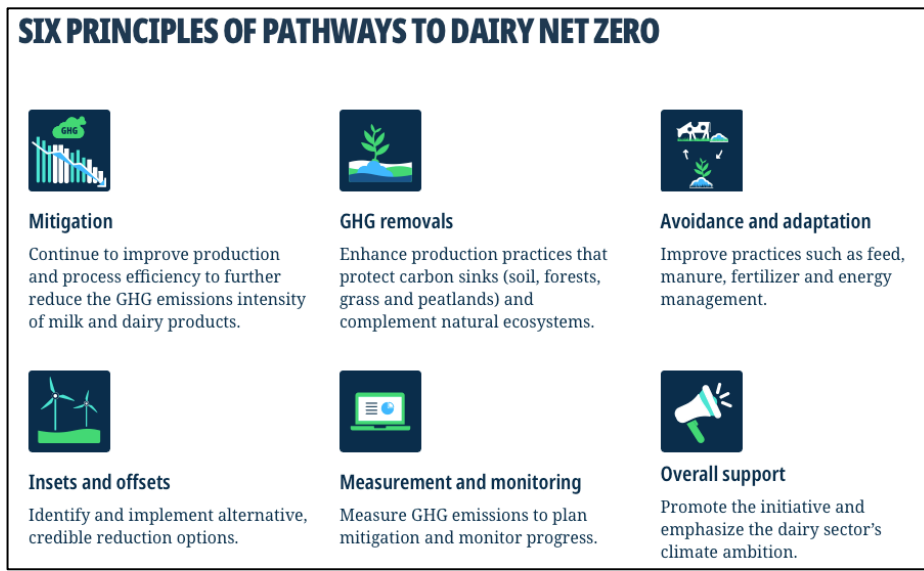 SIX PRINCIPLES OF PATHWAYS TO DAIRY NET ZERO
GHG
Mitigation
Continue to improve production
and process efficiency to further
reduce the GHG emissions intensity
of milk and dairy products.
GHG removals
Enhance production practices that
protect carbon sinks (soil, forests,
grass and peatlands) and
complement natural ecosystems.
Avoidance and adaptation
Improve practices such as feed,
manure, fertilizer and energy
management.
Insets and offsets
Identify and implement alternative,
credible reduction options.
Measurement and monitoring
Measure GHG emissions to plan
mitigation and monitor progress.
Overall support
Promote the initiative and
emphasize the dairy sector's
climate ambition.